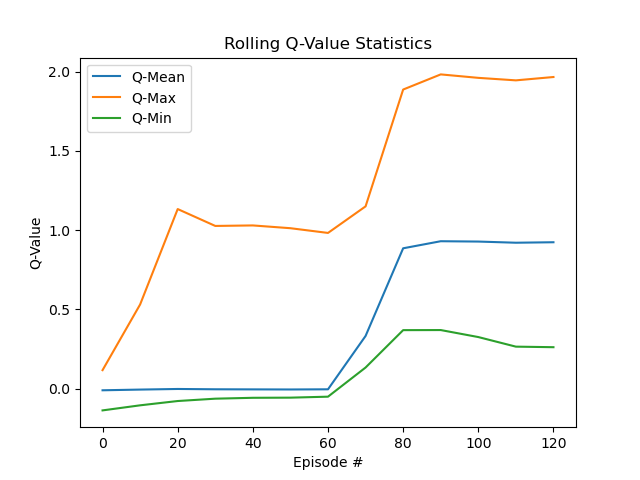 Rolling Q-Value Statistics
Q-Mean
Q-Max
Q-Min
2.0
1.5
1.0
0.5
0.0
Q-Value
0 20 40 60 80 100 120
Episode #